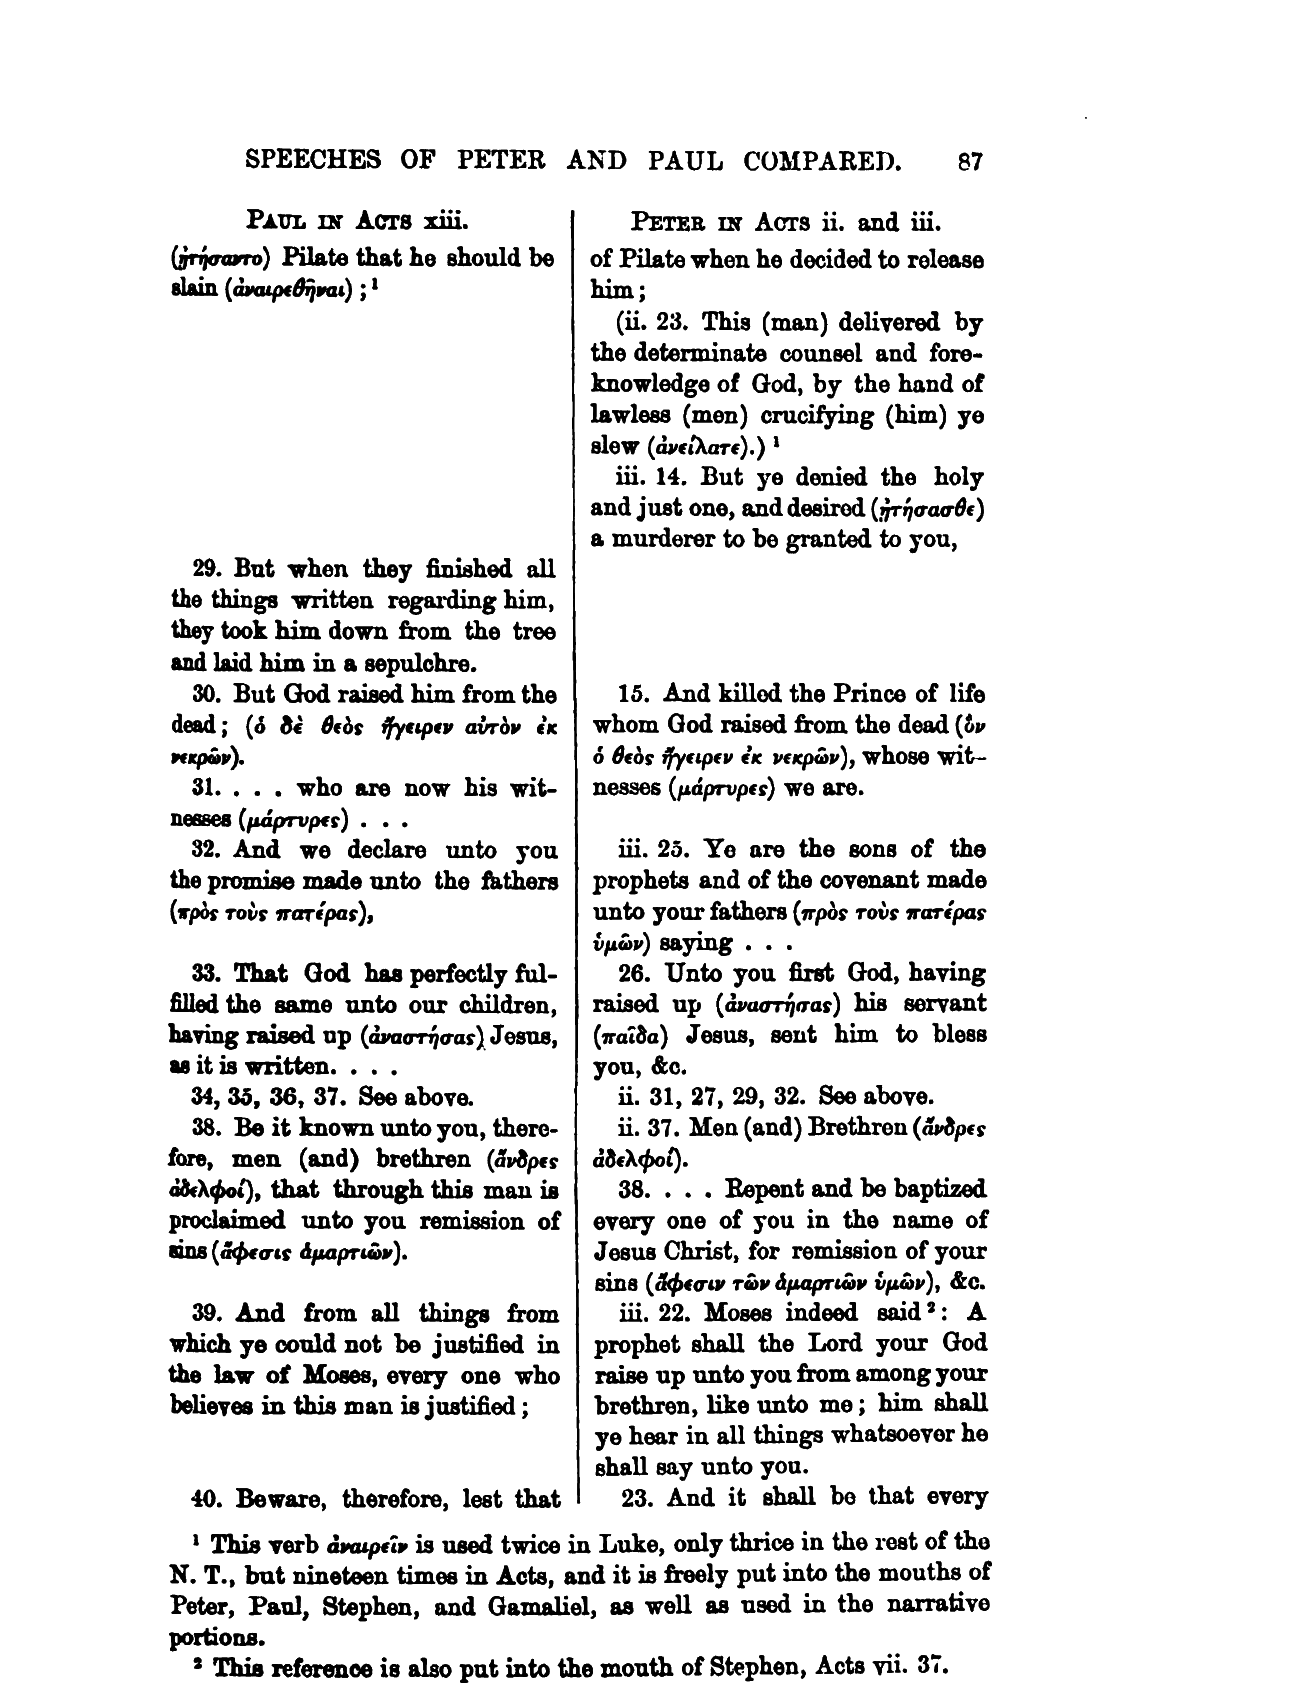 SPEECHES OF PETER AND PAUL COMPARED. 87
PAUL IN ACTS xiii.
(ᾐτήσαντο) Pilate that he should be
slain (ἀναιρεθῆναι) ; ¹
29. But when they finished all
the things written regarding him,
they took him down from the tree
and laid him in a sepulchre.
30. But God raised him from the
dead ; (ὁ δὲ θεὸς ἤγειρεν αὐτὸν ἐκ
νεκρῶν).
31. . . . who are now his wit-
nesses (μάρτυρες) . . .
32. And we declare unto you
the promise made unto the fathers
(πρὸς τοὺς πατέρας),
33. That God has perfectly ful-
filled the same unto our children,
having raised up (ἀναστήσας) Jesus,
as it is written. . . .
34, 35, 36, 37. See above.
38. Be it known unto you, there-
fore, men (and) brethren (ἄνδρες
ἀδελφοί), that through this man is
proclaimed unto you remission of
sins (ἄφεσις ἁμαρτιῶν).
39. And from all things from
which ye could not be justified in
the law of Moses, every one who
believes in this man is justified ;
40. Beware, therefore, lest that
PETER IN ACTS ii. and iii.
of Pilate when he decided to release
him ;
(ii. 23. This (man) delivered by
the determinate counsel and fore-
knowledge of God, by the hand of
lawless (men) crucifying (him) ye
slew (ἀνείλατε).) ¹
iii. 14. But ye denied the holy
and just one, and desired (ᾐτήσασθε)
a murderer to be granted to you,
15. And killed the Prince of life
whom God raised from the dead (ὃν
ὁ θεὸς ἤγειρεν ἐκ νεκρῶν), whose wit-
nesses (μάρτυρες) we are.
iii. 25. Ye are the sons of the
prophets and of the covenant made
unto your fathers (πρὸς τοὺς πατέρας
ὑμῶν) saying . . .
26. Unto you first God, having
raised up (ἀναστήσας) his servant
(παῖδα) Jesus, sent him to bless
you, &c.
ii. 31, 27, 29, 32. See above.
ii. 37. Men (and) Brethren (ἄνδρες
ἀδελφοί).
38. . . . Repent and be baptized
every one of you in the name of
Jesus Christ, for remission of your
sins (ἄφεσιν τῶν ἁμαρτιῶν ὑμῶν), &c.
iii. 22. Moses indeed said ² : A
prophet shall the Lord your God
raise up unto you from among your
brethren, like unto me ; him shall
ye hear in all things whatsoever he
shall say unto you.
23. And it shall be that every
¹ This verb ἀναιρεῖν is used twice in Luke, only thrice in the rest of the
N. T., but nineteen times in Acts, and it is freely put into the mouths of
Peter, Paul, Stephen, and Gamaliel, as well as used in the narrative
portions.
² This reference is also put into the mouth of Stephen, Acts vii. 37.